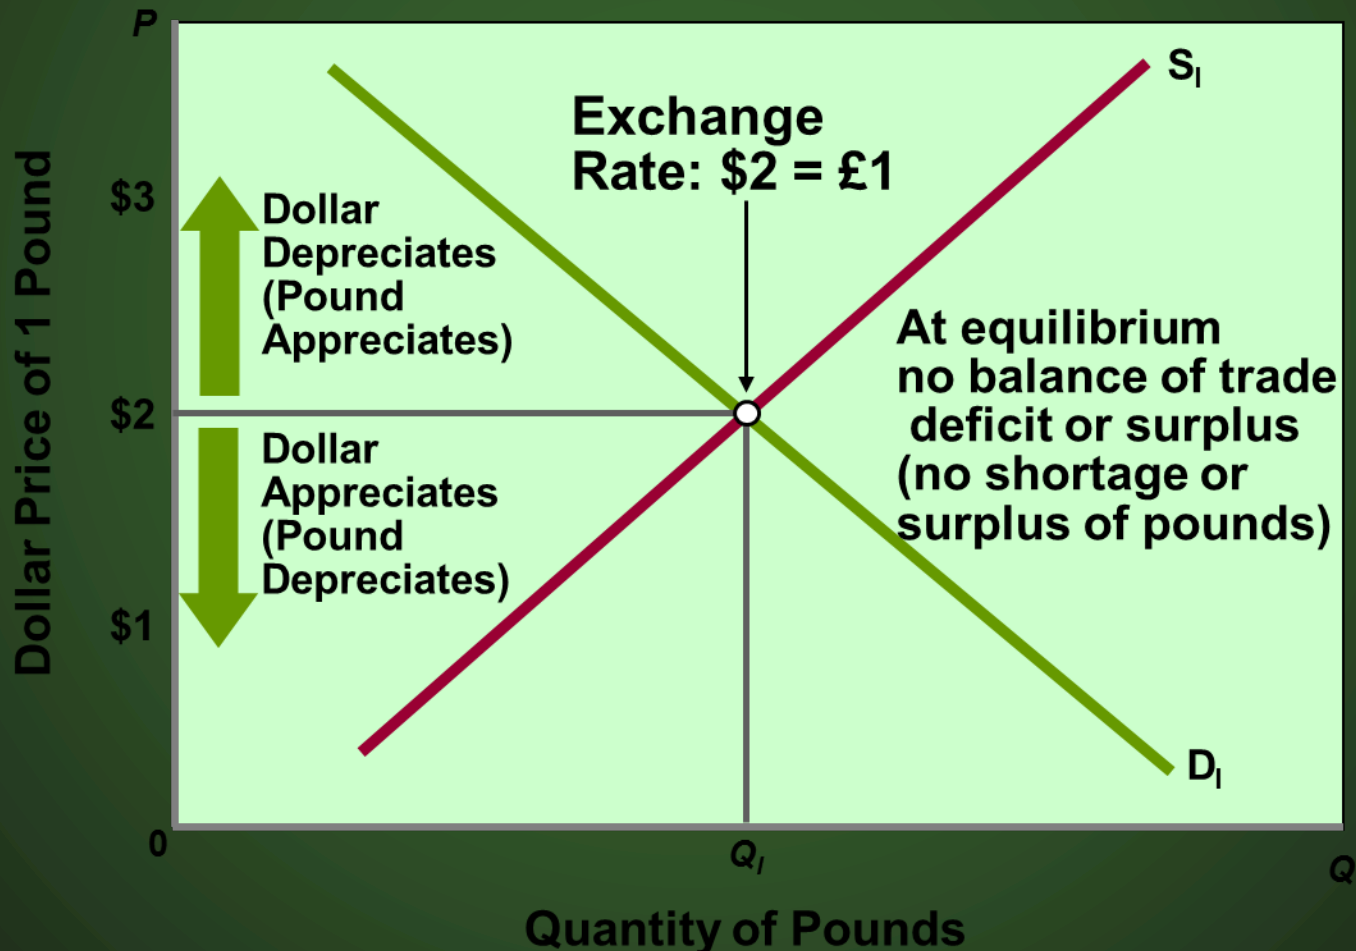 P
S₁
Exchange
Rate: $2 = £1
$3
Dollar
Depreciates
(Pound
Appreciates)
At equilibrium
no balance of trade
deficit or surplus
(no shortage or
surplus of pounds)
$2
Dollar
Appreciates
(Pound
Depreciates)
$1
D₁
0
Q₁
Q
Dollar Price of 1 Pound
Quantity of Pounds